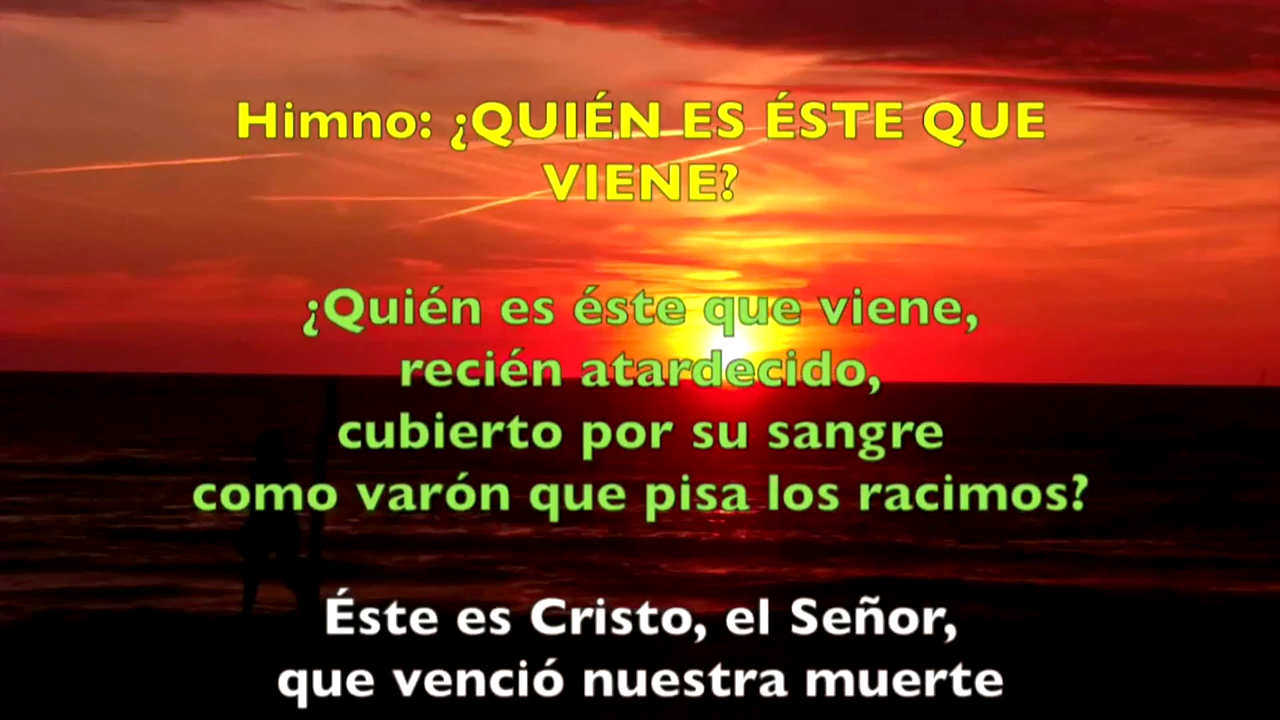 Himno: ¿QUIÉN ES ÉSTE QUE
VIENE?
¿Quién es éste que viene,
recién atardecido,
cubierto por su sangre
como varón que pisa los racimos?
Éste es Cristo, el Señor,
que venció nuestra muerte